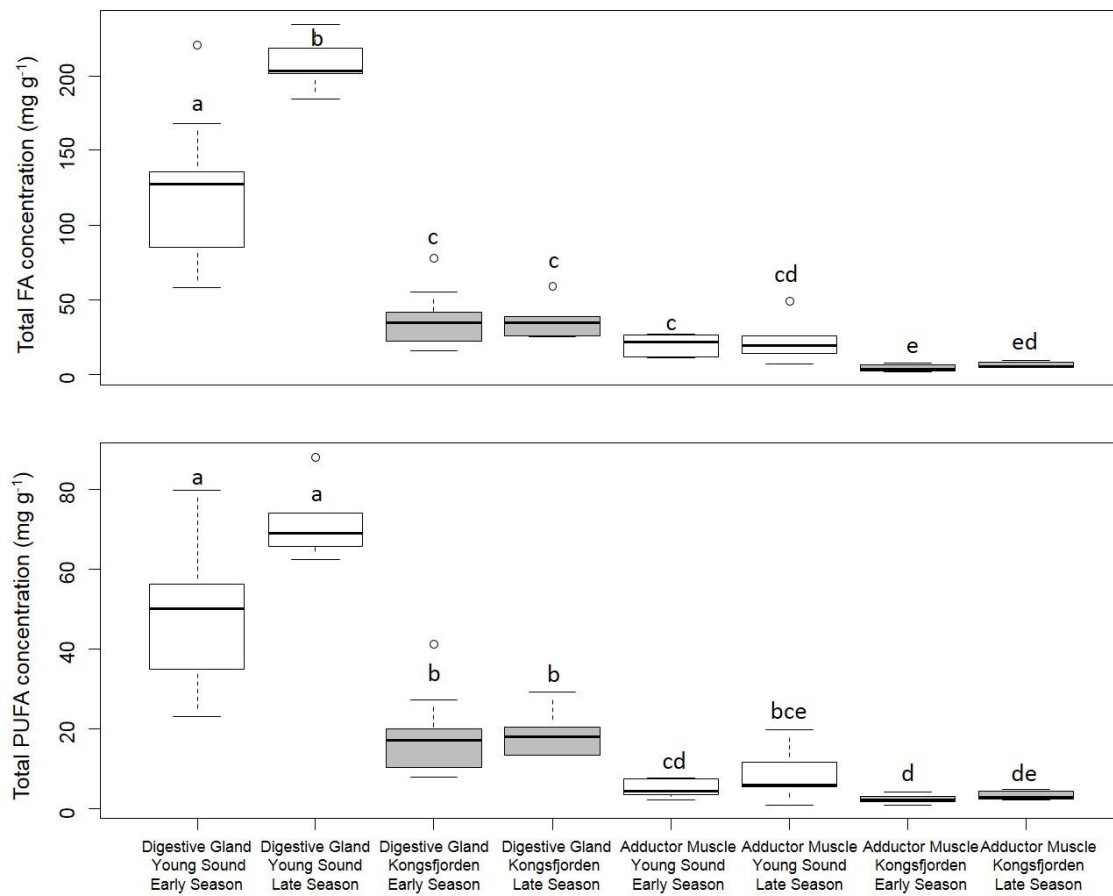 Total FA concentration (mg g⁻¹)
200
150
100
50
0
a
b
c
c
c
cd
e
ed
Total PUFA concentration (mg g⁻¹)
80
60
40
20
0
a
a
b
b
cd
bce
d
de
Digestive Gland
Young Sound
Early Season
Digestive Gland
Young Sound
Late Season
Digestive Gland
Kongsfjorden
Early Season
Digestive Gland
Kongsfjorden
Late Season
Adductor Muscle
Young Sound
Early Season
Adductor Muscle
Young Sound
Late Season
Adductor Muscle
Kongsfjorden
Early Season
Adductor Muscle
Kongsfjorden
Late Season